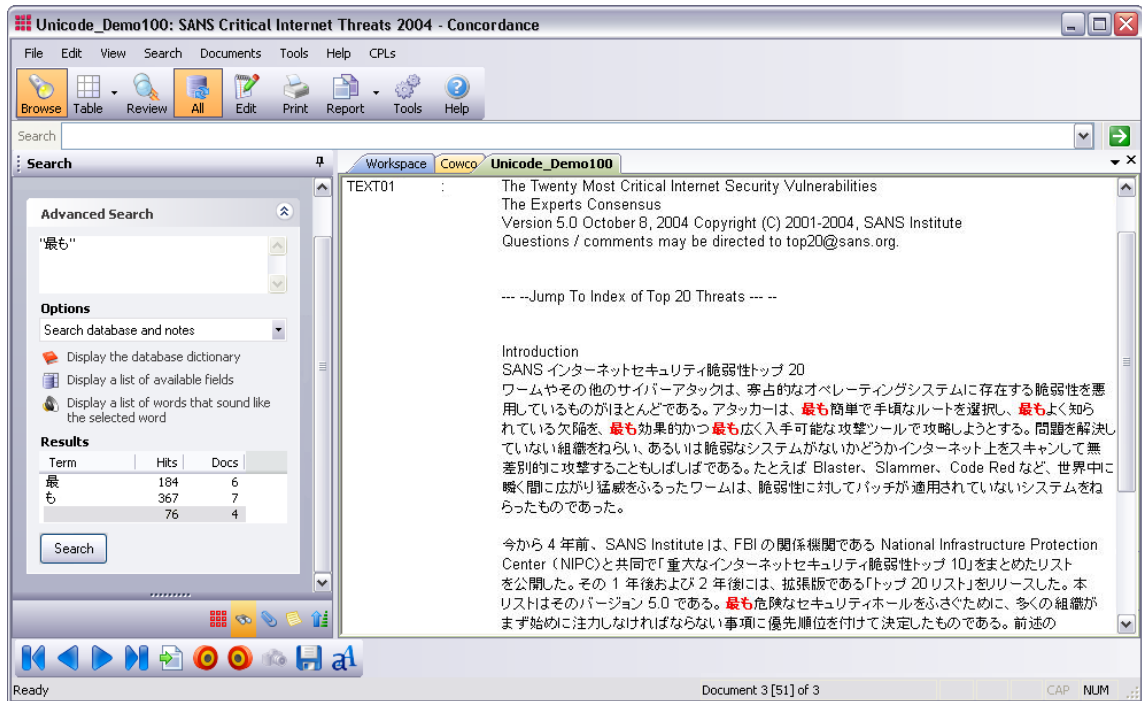 Unicode_Demo100: SANS Critical Internet Threats 2004 - Concordance
File Edit View Search Documents Tools Help CPLs
Browse Table Review All Edit Print Report Tools Help
Search
Search
Workspace Cowco Unicode_Demo100
Advanced Search
"最も"
Options
Search database and notes
Display the database dictionary
Display a list of available fields
Display a list of words that sound like
the selected word
Results
Term Hits Docs
最 184 6
も 367 7
76 4
Search
TEXT01 : The Twenty Most Critical Internet Security Vulnerabilities
The Experts Consensus
Version 5.0 October 8, 2004 Copyright (C) 2001-2004, SANS Institute
Questions / comments may be directed to top20@sans.org.
--- --Jump To Index of Top 20 Threats --- --
Introduction
SANS インターネットセキュリティ脆弱性トップ 20
ワームやその他のサイバーアタックは、寡占的なオペレーティングシステムに存在する脆弱性を悪
用しているものがほとんどである。アタッカーは、最も簡単で手頃なルートを選択し、最もよく知ら
れている欠陥を、最も効果的かつ最も広く入手可能な攻撃ツールで攻略しようとする。問題を解決し
ていない組織をねらい、あるいは脆弱なシステムがないかどうかインターネット上をスキャンして無
差別的に攻撃することもしばしばである。たとえば Blaster、Slammer、Code Red など、世界中に
瞬く間に広がり猛威をふるったワームは、脆弱性に対してパッチが適用されていないシステムをね
らったものであった。
今から 4 年前、SANS Institute は、FBI の関係機関である National Infrastructure Protection
Center (NIPC)と共同で「重大なインターネットセキュリティ脆弱性トップ 10」をまとめたリスト
を公開した。その 1 年後および 2 年後には、拡張版である「トップ 20 リスト」をリリースした。本
リストはそのバージョン 5.0 である。最も危険なセキュリティホールをふさぐために、多くの組織が
まず始めに注力しなければならない事項に優先順位を付けて決定したものである。前述の
Ready Document 3 [51] of 3 CAP NUM